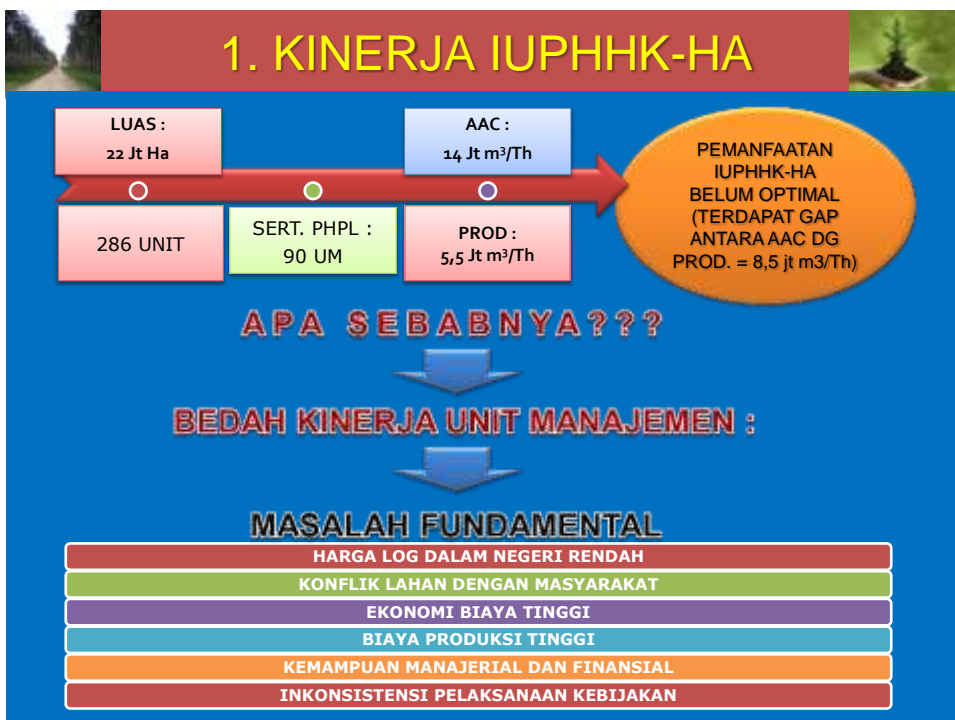 1. KINERJA IUPHHK-HA
LUAS :
22 Jt Ha
286 UNIT
SERT. PHPL :
90 UM
AAC :
14 Jt m³/Th
PROD :
5,5 Jt m³/Th
PEMANFAATAN
IUPHHK-HA
BELUM OPTIMAL
(TERDAPAT GAP
ANTARA AAC DG
PROD. = 8,5 jt m3/Th)
APA SEBABNYA???
BEDAH KINERJA UNIT MANAJEMEN :
MASALAH FUNDAMENTAL
HARGA LOG DALAM NEGERI RENDAH
KONFLIK LAHAN DENGAN MASYARAKAT
EKONOMI BIAYA TINGGI
BIAYA PRODUKSI TINGGI
KEMAMPUAN MANAJERIAL DAN FINANSIAL
INKONSISTENSI PELAKSANAAN KEBIJAKAN